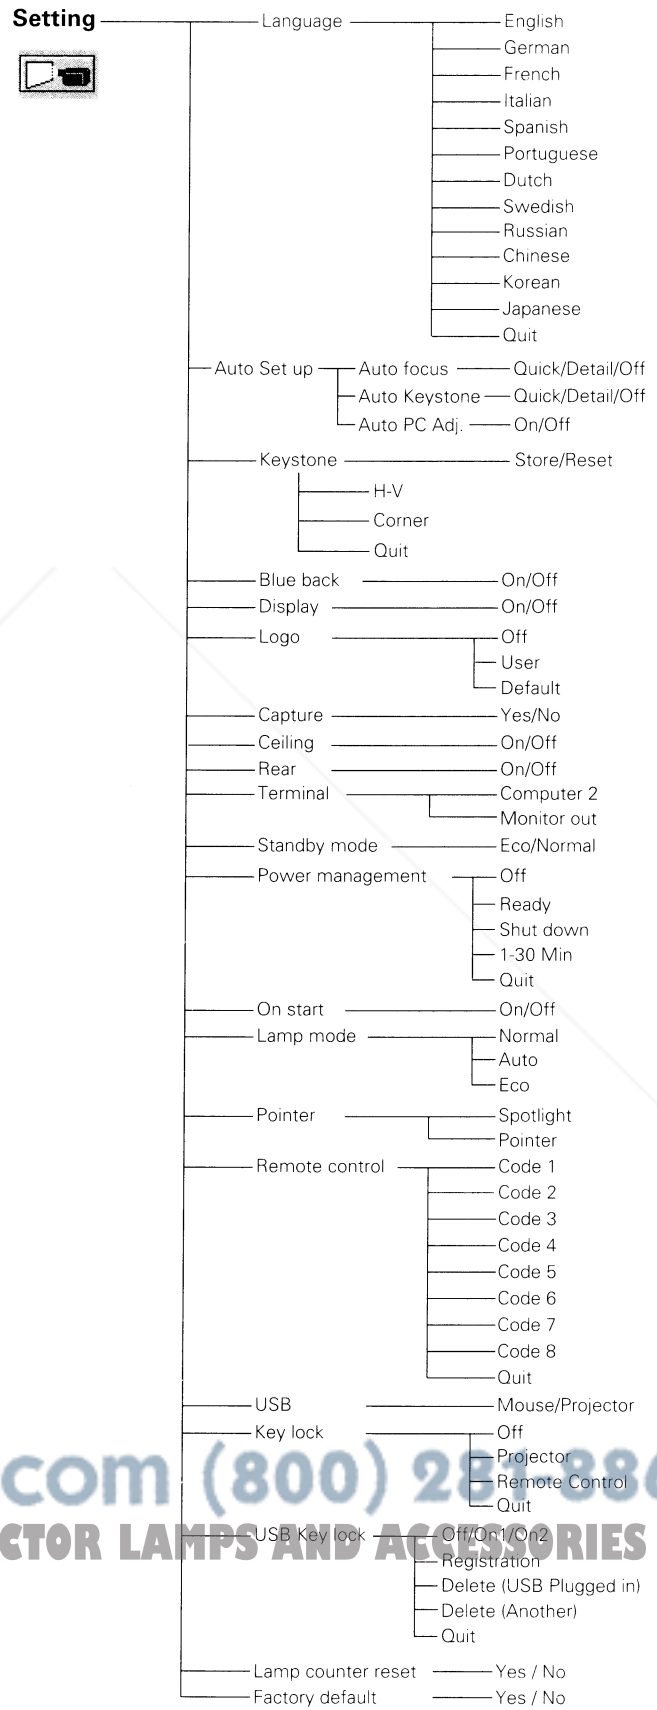 Setting
Language
English
German
French
Italian
Spanish
Portuguese
Dutch
Swedish
Russian
Chinese
Korean
Japanese
Quit
Auto Set up
Auto focus
Quick/Detail/Off
Auto Keystone
Quick/Detail/Off
Auto PC Adj.
On/Off
Keystone
Store/Reset
H-V
Corner
Quit
Blue back
On/Off
Display
On/Off
Logo
Off
User
Default
Capture
Yes/No
Ceiling
On/Off
Rear
On/Off
Terminal
Computer 2
Monitor out
Standby mode
Eco/Normal
Power management
Off
Ready
Shut down
1-30 Min
Quit
On start
On/Off
Lamp mode
Normal
Auto
Eco
Pointer
Spotlight
Pointer
Remote control
Code 1
Code 2
Code 3
Code 4
Code 5
Code 6
Code 7
Code 8
Quit
USB
Mouse/Projector
Key lock
Off
Projector
Remote Control
Quit
.com (800) 281-886
CTOR LAMPS AND ACCESSORIES
USB Key lock
Off/On1/On2
Registration
Delete (USB Plugged in)
Delete (Another)
Quit
Lamp counter reset
Yes / No
Factory default
Yes / No